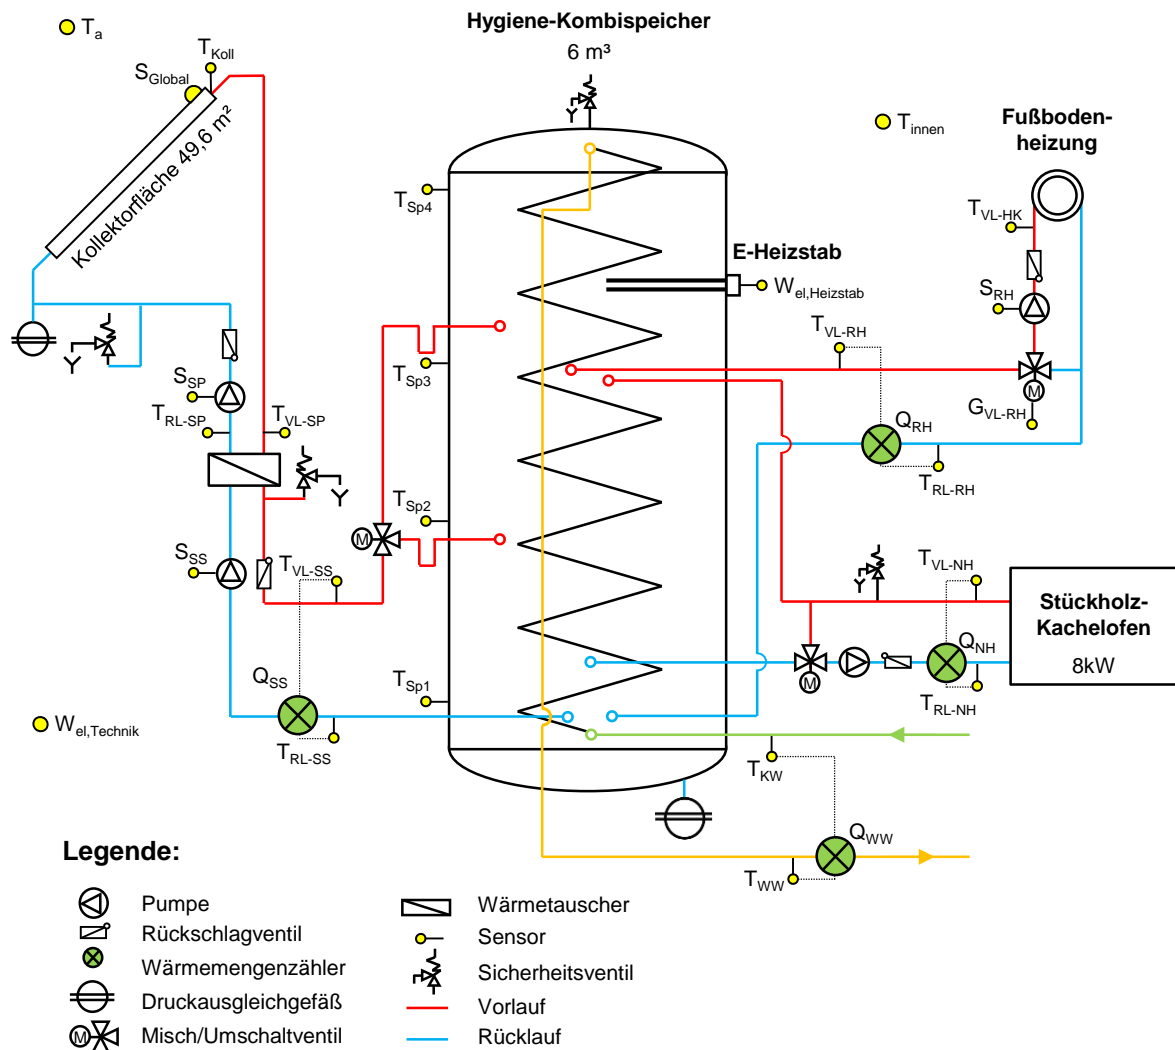 Hygiene-Kombispeicher
6 m³
T_a
T_Koll
S_Global
Kollektorfläche 49,6 m²
T_innen
Fußboden-
heizung
T_Sp4
T_VL-HK
E-Heizstab
W_el,Heizstab
S_RH
T_VL-RH
T_Sp3
S_SP
G_VL-RH
T_RL-SP
T_VL-SP
Q_RH
T_RL-RH
T_Sp2
M
M
S_SS
T_VL-SS
T_VL-NH
Stückholz-
Kachelofen
8kW
Q_NH
M
T_RL-NH
Q_SS
T_Sp1
W_el,Technik
T_RL-SS
T_KW
Q_WW
T_WW
Legende:
Pumpe
Rückschlagventil
Wärmemengenzähler
Druckausgleichgefäß
M
Misch/Umschaltventil
Wärmetauscher
Sensor
Sicherheitsventil
Vorlauf
Rücklauf